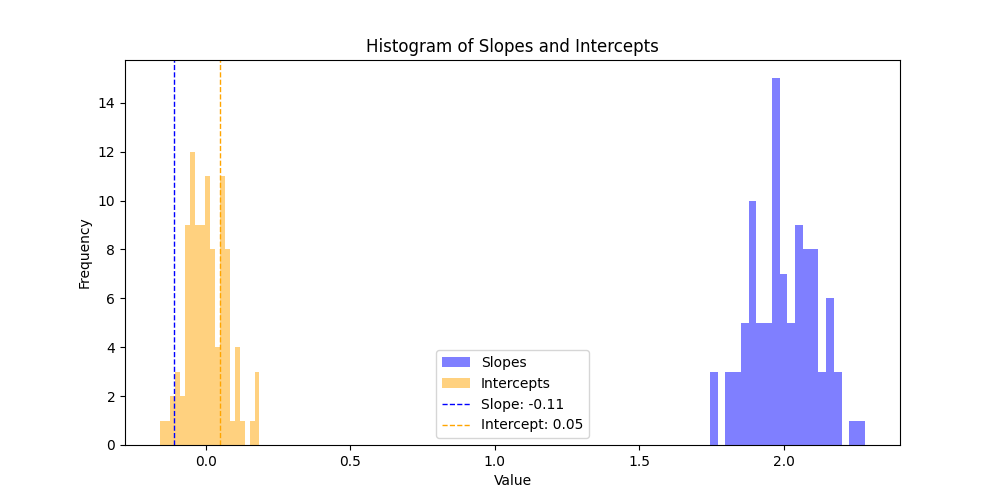 Histogram of Slopes and Intercepts
14
12
10
8
6
4
2
0
Frequency
Slopes
Intercepts
Slope: -0.11
Intercept: 0.05
0.0 0.5 1.0 1.5 2.0
Value